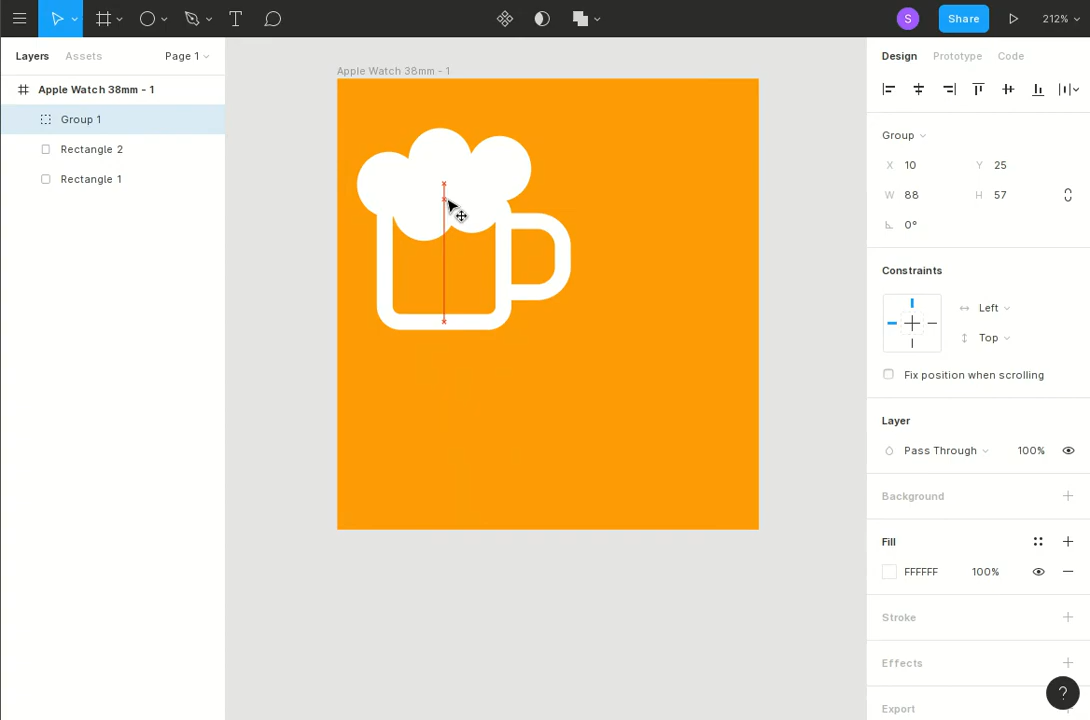 S
Share
212%
Layers
Assets
Page 1
Apple Watch 38mm - 1
Group 1
Rectangle 2
Rectangle 1
Apple Watch 38mm - 1
Design
Prototype
Code
Group
X 10 Y 25
W 88 H 57
0°
Constraints
Left
Top
Fix position when scrolling
Layer
Pass Through 100%
Background
Fill
FFFFFF 100%
Stroke
Effects
Export
?